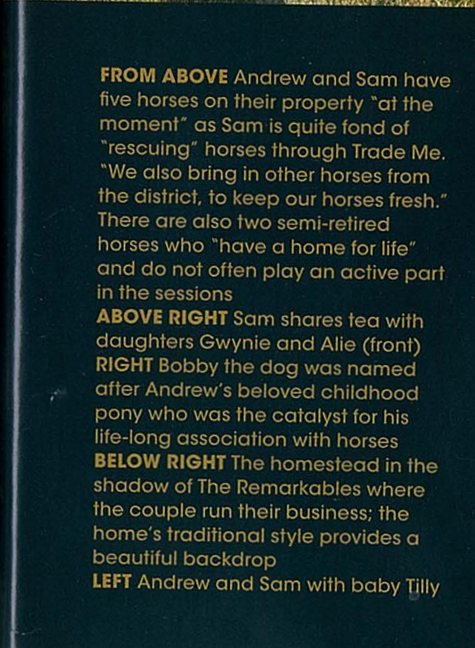 FROM ABOVE Andrew and Sam have
five horses on their property "at the
moment" as Sam is quite fond of
"rescuing" horses through Trade Me.
"We also bring in other horses from
the district, to keep our horses fresh."
There are also two semi-retired
horses who "have a home for life"
and do not often play an active part
in the sessions
ABOVE RIGHT Sam shares tea with
daughters Gwynie and Alie (front)
RIGHT Bobby the dog was named
after Andrew's beloved childhood
pony who was the catalyst for his
life-long association with horses
BELOW RIGHT The homestead in the
shadow of The Remarkables where
the couple run their business; the
home's traditional style provides a
beautiful backdrop
LEFT Andrew and Sam with baby Tilly